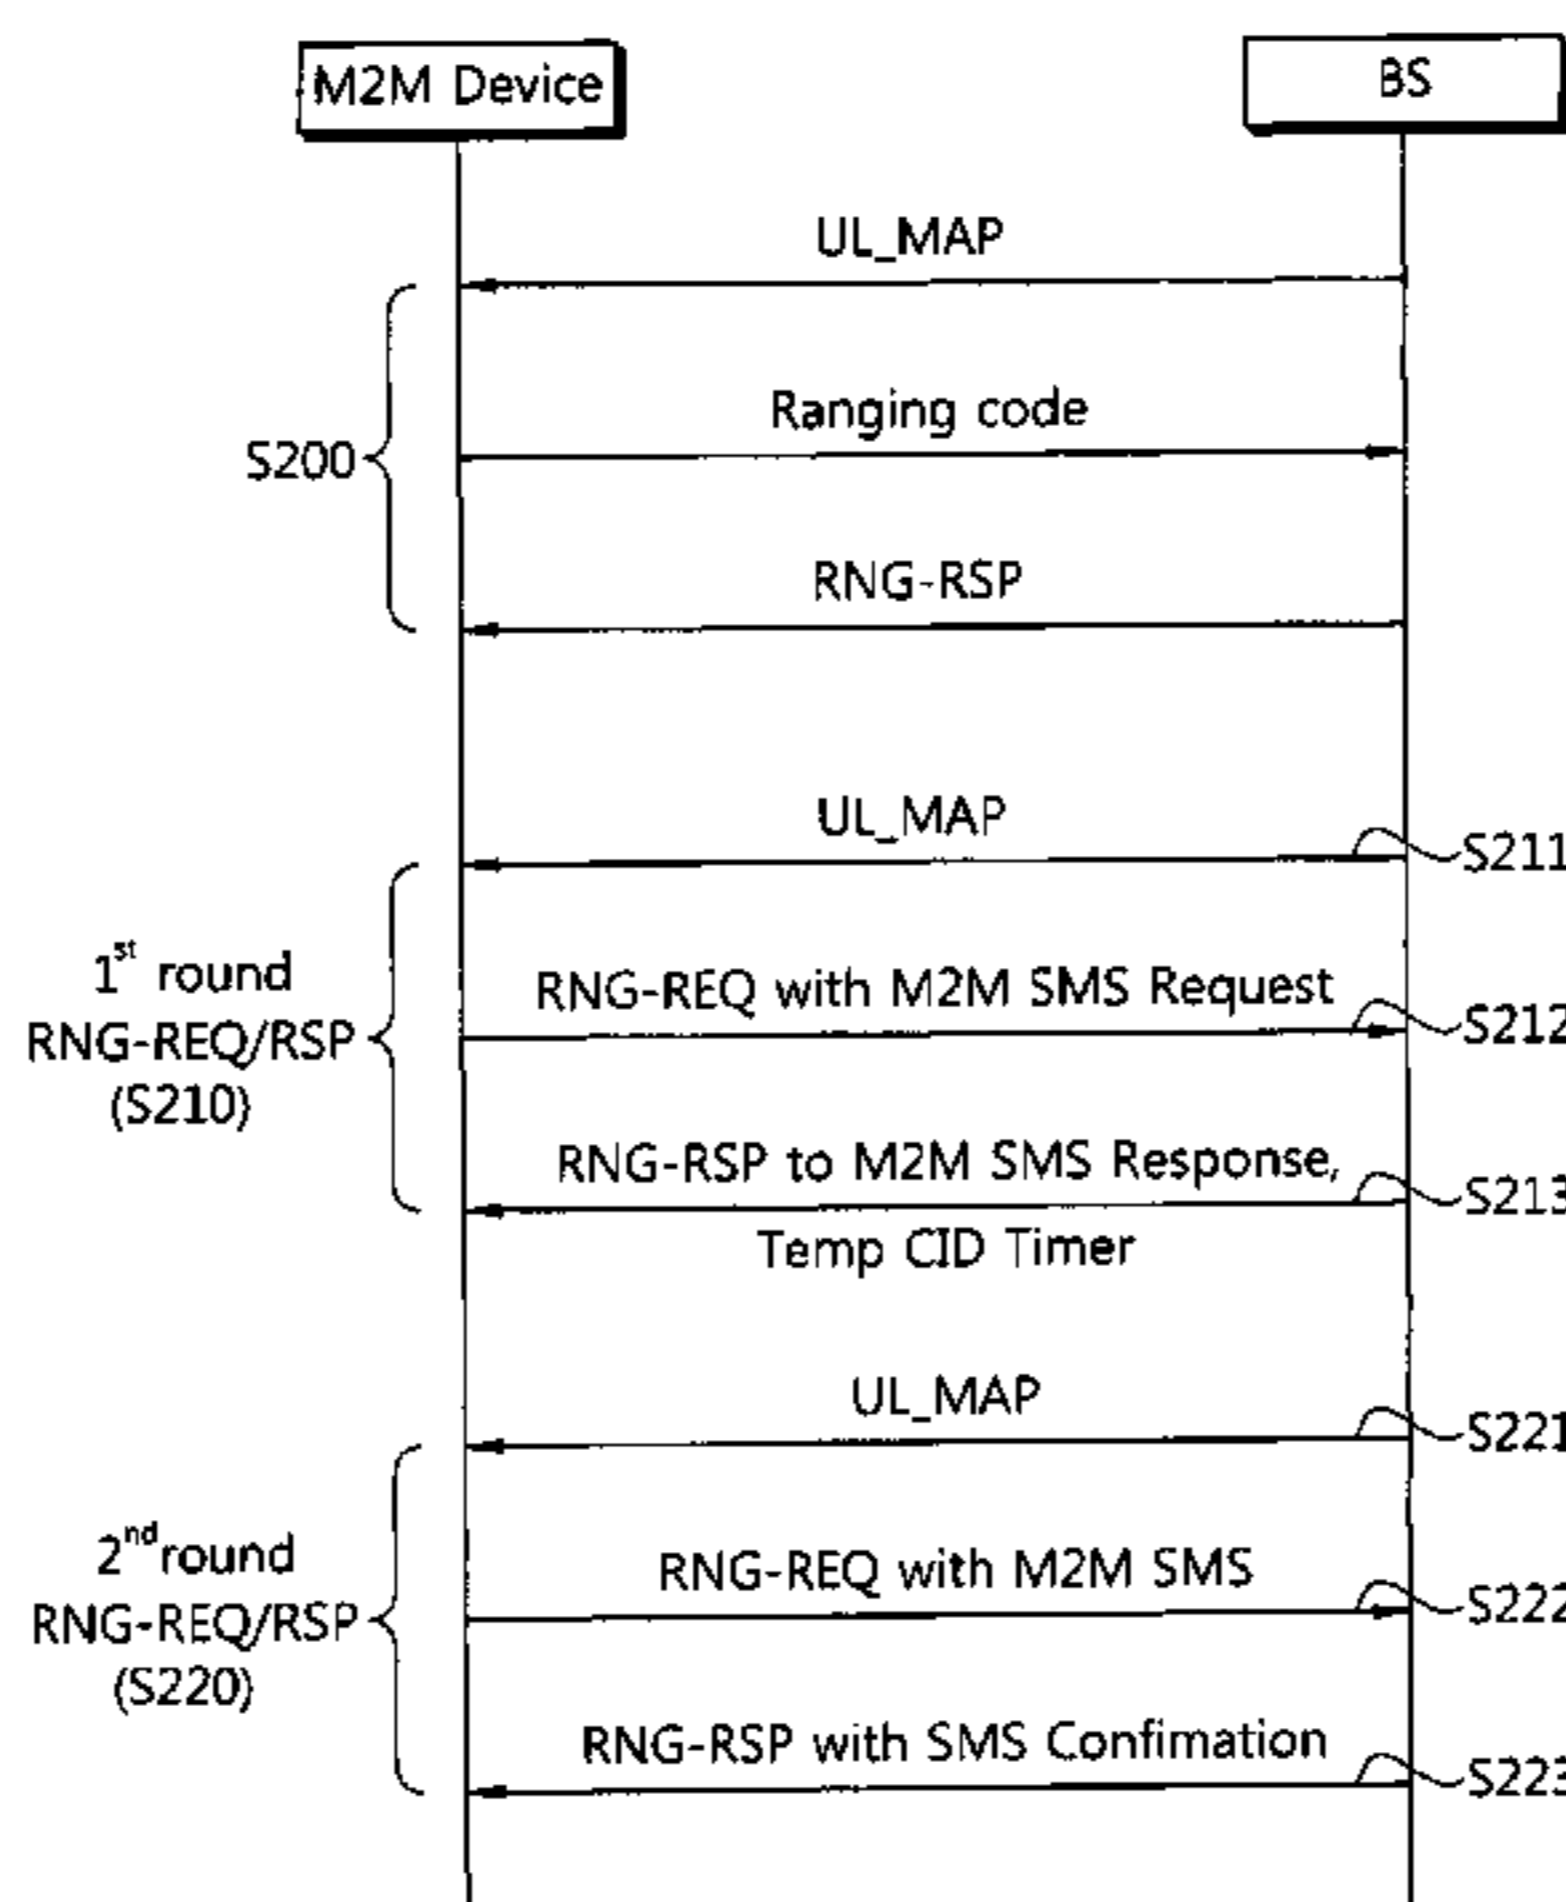 M2M Device
BS
UL_MAP
Ranging code
S200
RNG-RSP
UL_MAP
S211
1st round
RNG-REQ/RSP
(S210)
RNG-REQ with M2M SMS Request
S212
RNG-RSP to M2M SMS Response,
S213
Temp CID Timer
UL_MAP
S221
2nd round
RNG-REQ/RSP
(S220)
RNG-REQ with M2M SMS
S222
RNG-RSP with SMS Confimation
S223